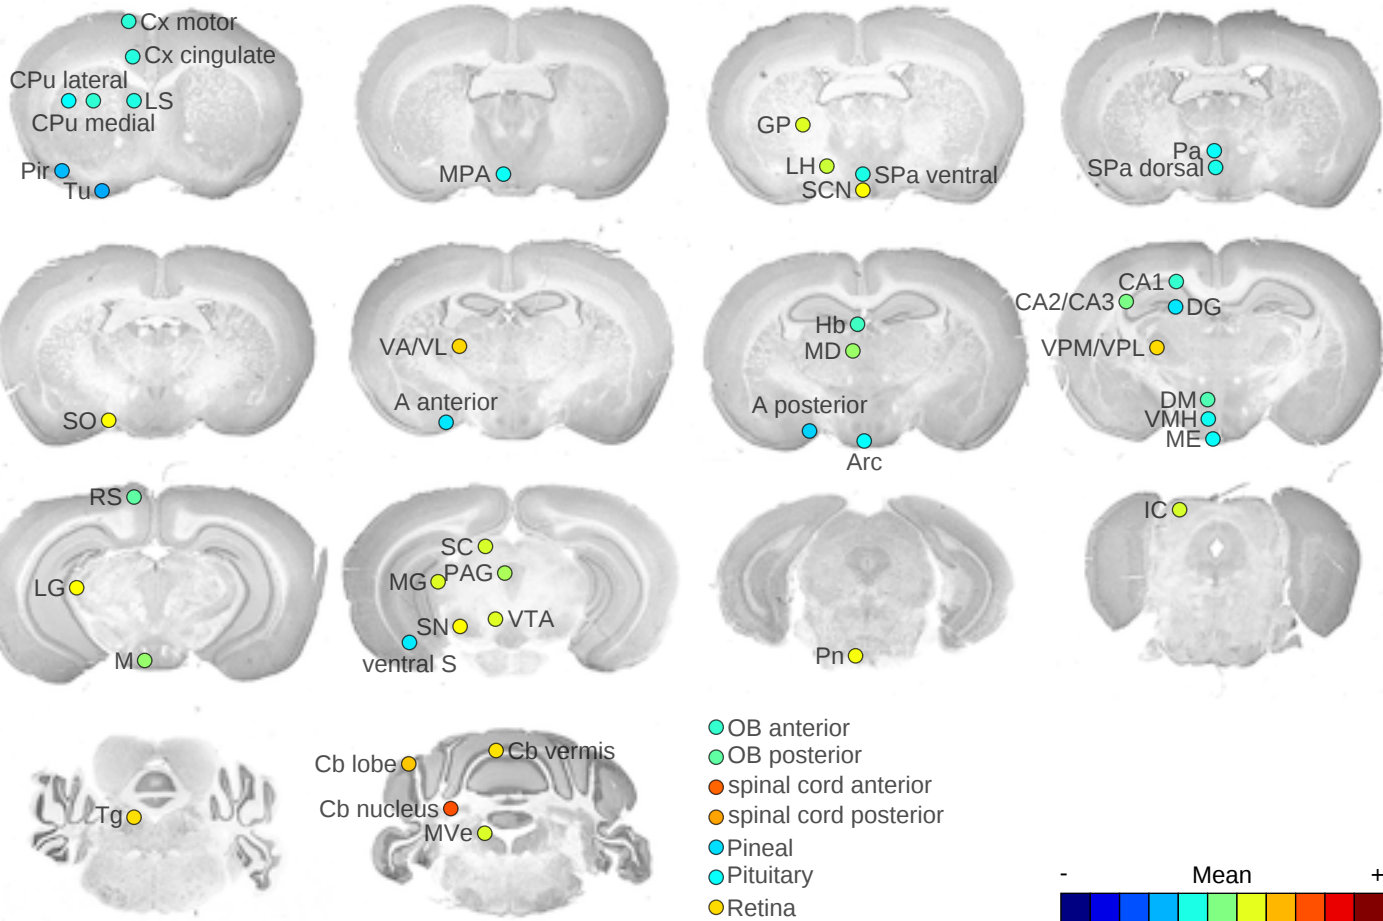 Cx motor
Cx cingulate
CPu lateral
LS
CPu medial
Pir
Tu
MPA
GP
LH
SPa ventral
SCN
Pa
SPa dorsal
SO
VA/VL
A anterior
Hb
MD
A posterior
Arc
CA1
CA2/CA3
DG
VPM/VPL
DM
VMH
ME
RS
LG
M
SC
MG
PAG
SN
VTA
ventral S
Pn
IC
Tg
Cb lobe
Cb vermis
Cb nucleus
MVe
OB anterior
OB posterior
spinal cord anterior
spinal cord posterior
Pineal
Pituitary
Retina
- Mean +